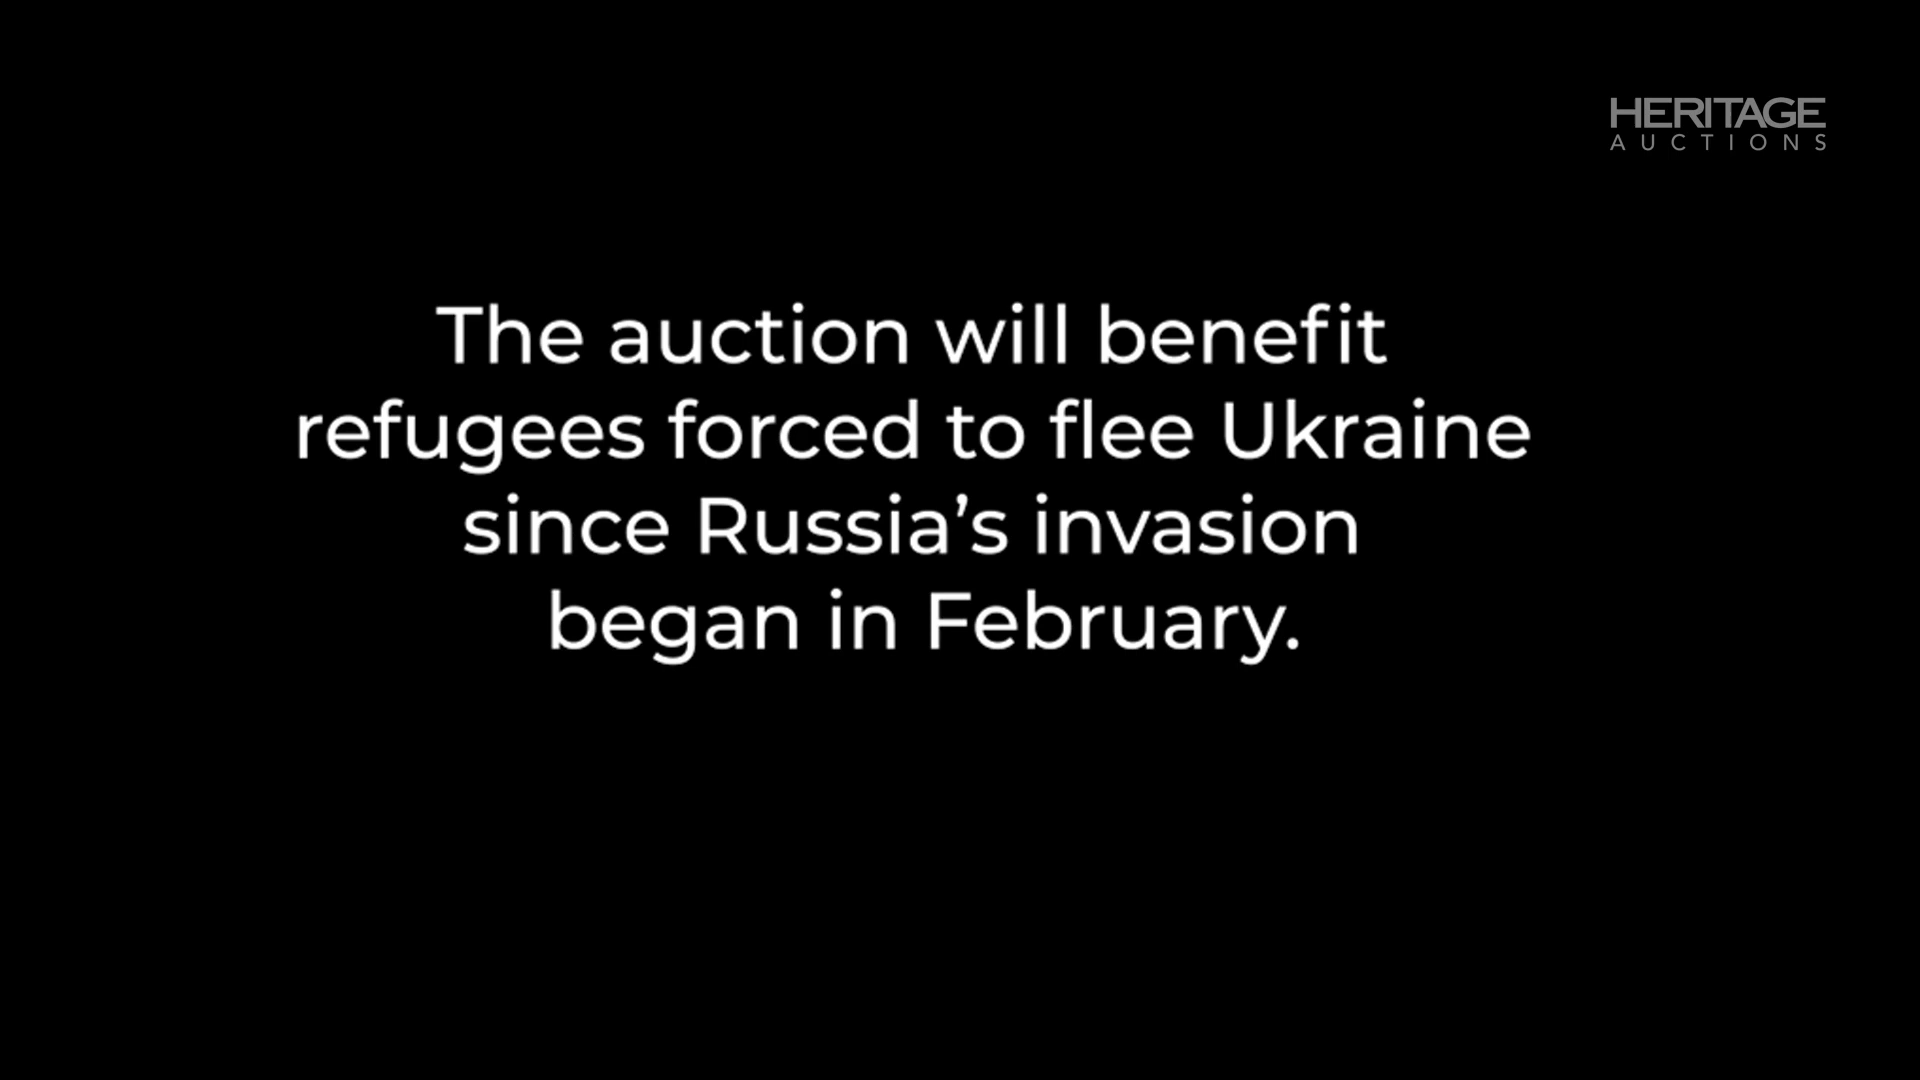 HERITAGE
AUCTIONS
The auction will benefit
refugees forced to flee Ukraine
since Russia’s invasion
began in February.